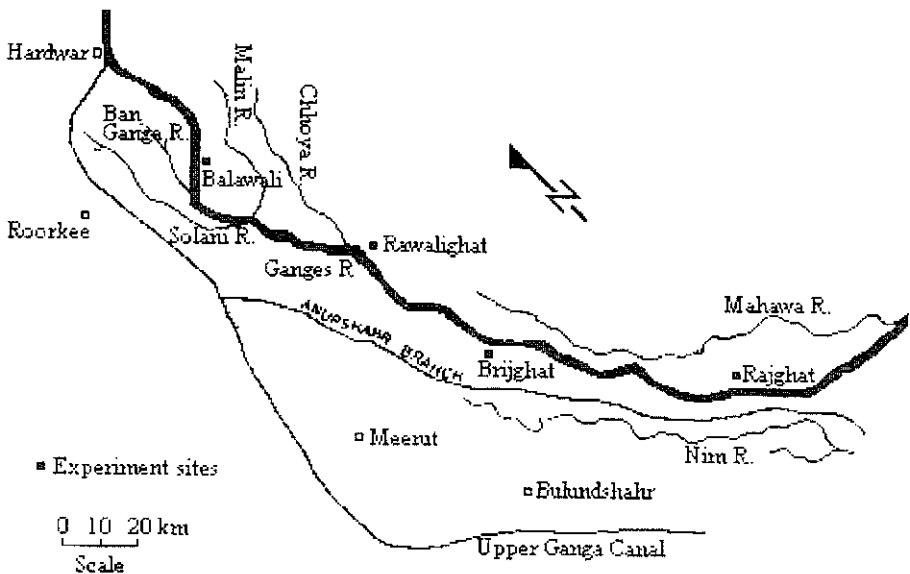 Hardwar
Malin R.
Chhoya R
Ban
Ganga R.
Balawali
Roorkee
Solani R.
Rawalighat
Ganges R
ANUPSHAHR BRANCH
Mahawa R.
Brijghat
Rajghat
Meerut
Nim R.
Experiment sites
Bulundshahr
0 10 20 km
Scale
Upper Ganga Canal